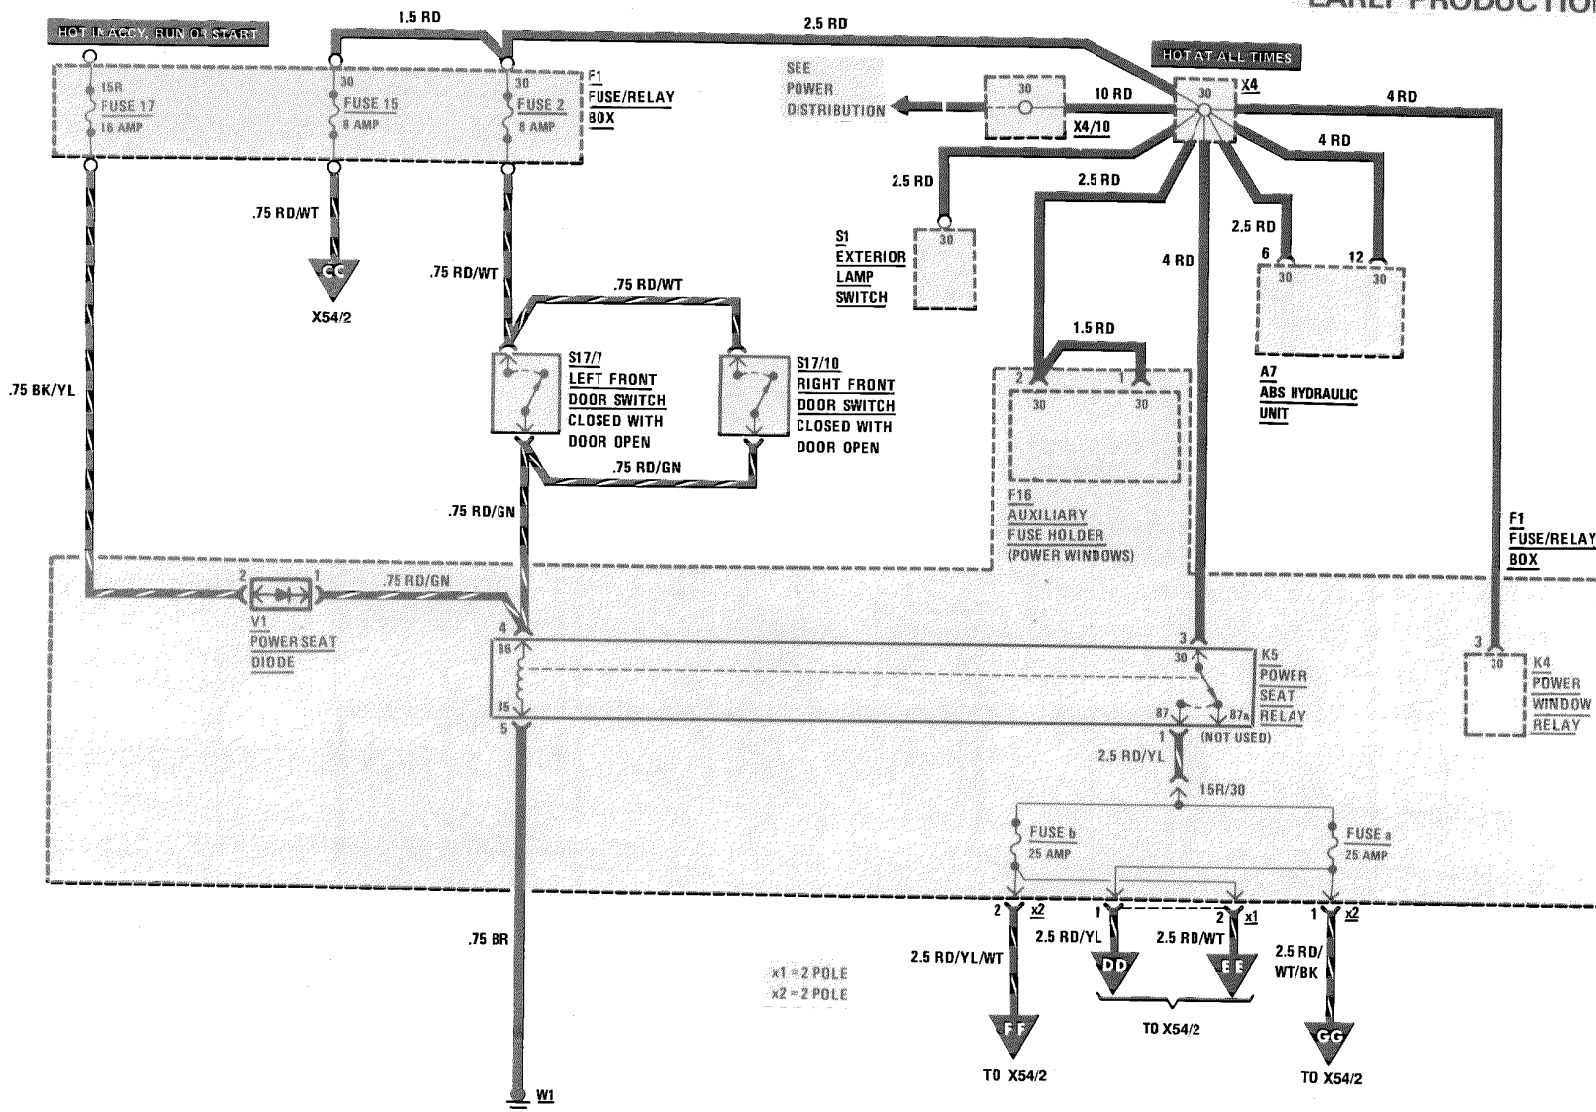 EARLY PRODUCTION
HOT IN ACCY, RUN OR START
1.5 RD
2.5 RD
HOT AT ALL TIMES
15R
FUSE 17
16 AMP
30
FUSE 15
8 AMP
30
FUSE 2
8 AMP
F1
FUSE/RELAY
BOX
SEE
POWER
DISTRIBUTION
30
X4/10
10 RD
30
X4
4 RD
.75 RD/WT
CC
X54/2
.75 RD/WT
.75 RD/WT
2.5 RD
S1
EXTERIOR
LAMP
SWITCH
30
2.5 RD
4 RD
4 RD
2.5 RD
6
12
30
30
A7
ABS HYDRAULIC
UNIT
.75 BK/YL
S17/7
LEFT FRONT
DOOR SWITCH
CLOSED WITH
DOOR OPEN
S17/10
RIGHT FRONT
DOOR SWITCH
CLOSED WITH
DOOR OPEN
.75 RD/GN
.75 RD/GN
1.5 RD
2
1
30
30
F16
AUXILIARY
FUSE HOLDER
(POWER WINDOWS)
F1
FUSE/RELAY
BOX
2
1
.75 RD/GN
V1
POWER SEAT
DIODE
4
86
15
5
3
30
87
87a
K5
POWER
SEAT
RELAY
1
(NOT USED)
3
30
K4
POWER
WINDOW
RELAY
2.5 RD/YL
15R/30
FUSE b
25 AMP
FUSE a
25 AMP
2
x2
1
2
x1
1
x2
.75 BR
2.5 RD/YL/WT
2.5 RD/YL
2.5 RD/WT
2.5 RD/
WT/BK
x1 = 2 POLE
x2 = 2 POLE
DD
EE
FF
GG
TO X54/2
TO X54/2
TO X54/2
W1